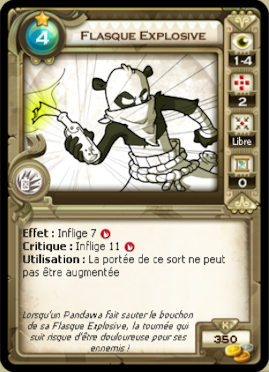 4
FLASQUE EXPLOSIVE
1-4
2
Libre
0
Effet : Inflige 7
Critique : Inflige 11
Utilisation : La portée de ce sort ne peut
pas être augmentée
Lorsqu'un Pandawa fait sauter le bouchon
de sa Flasque Explosive, la tournée qui
suit risque d'être douloureuse pour ses
ennemis !
K
350